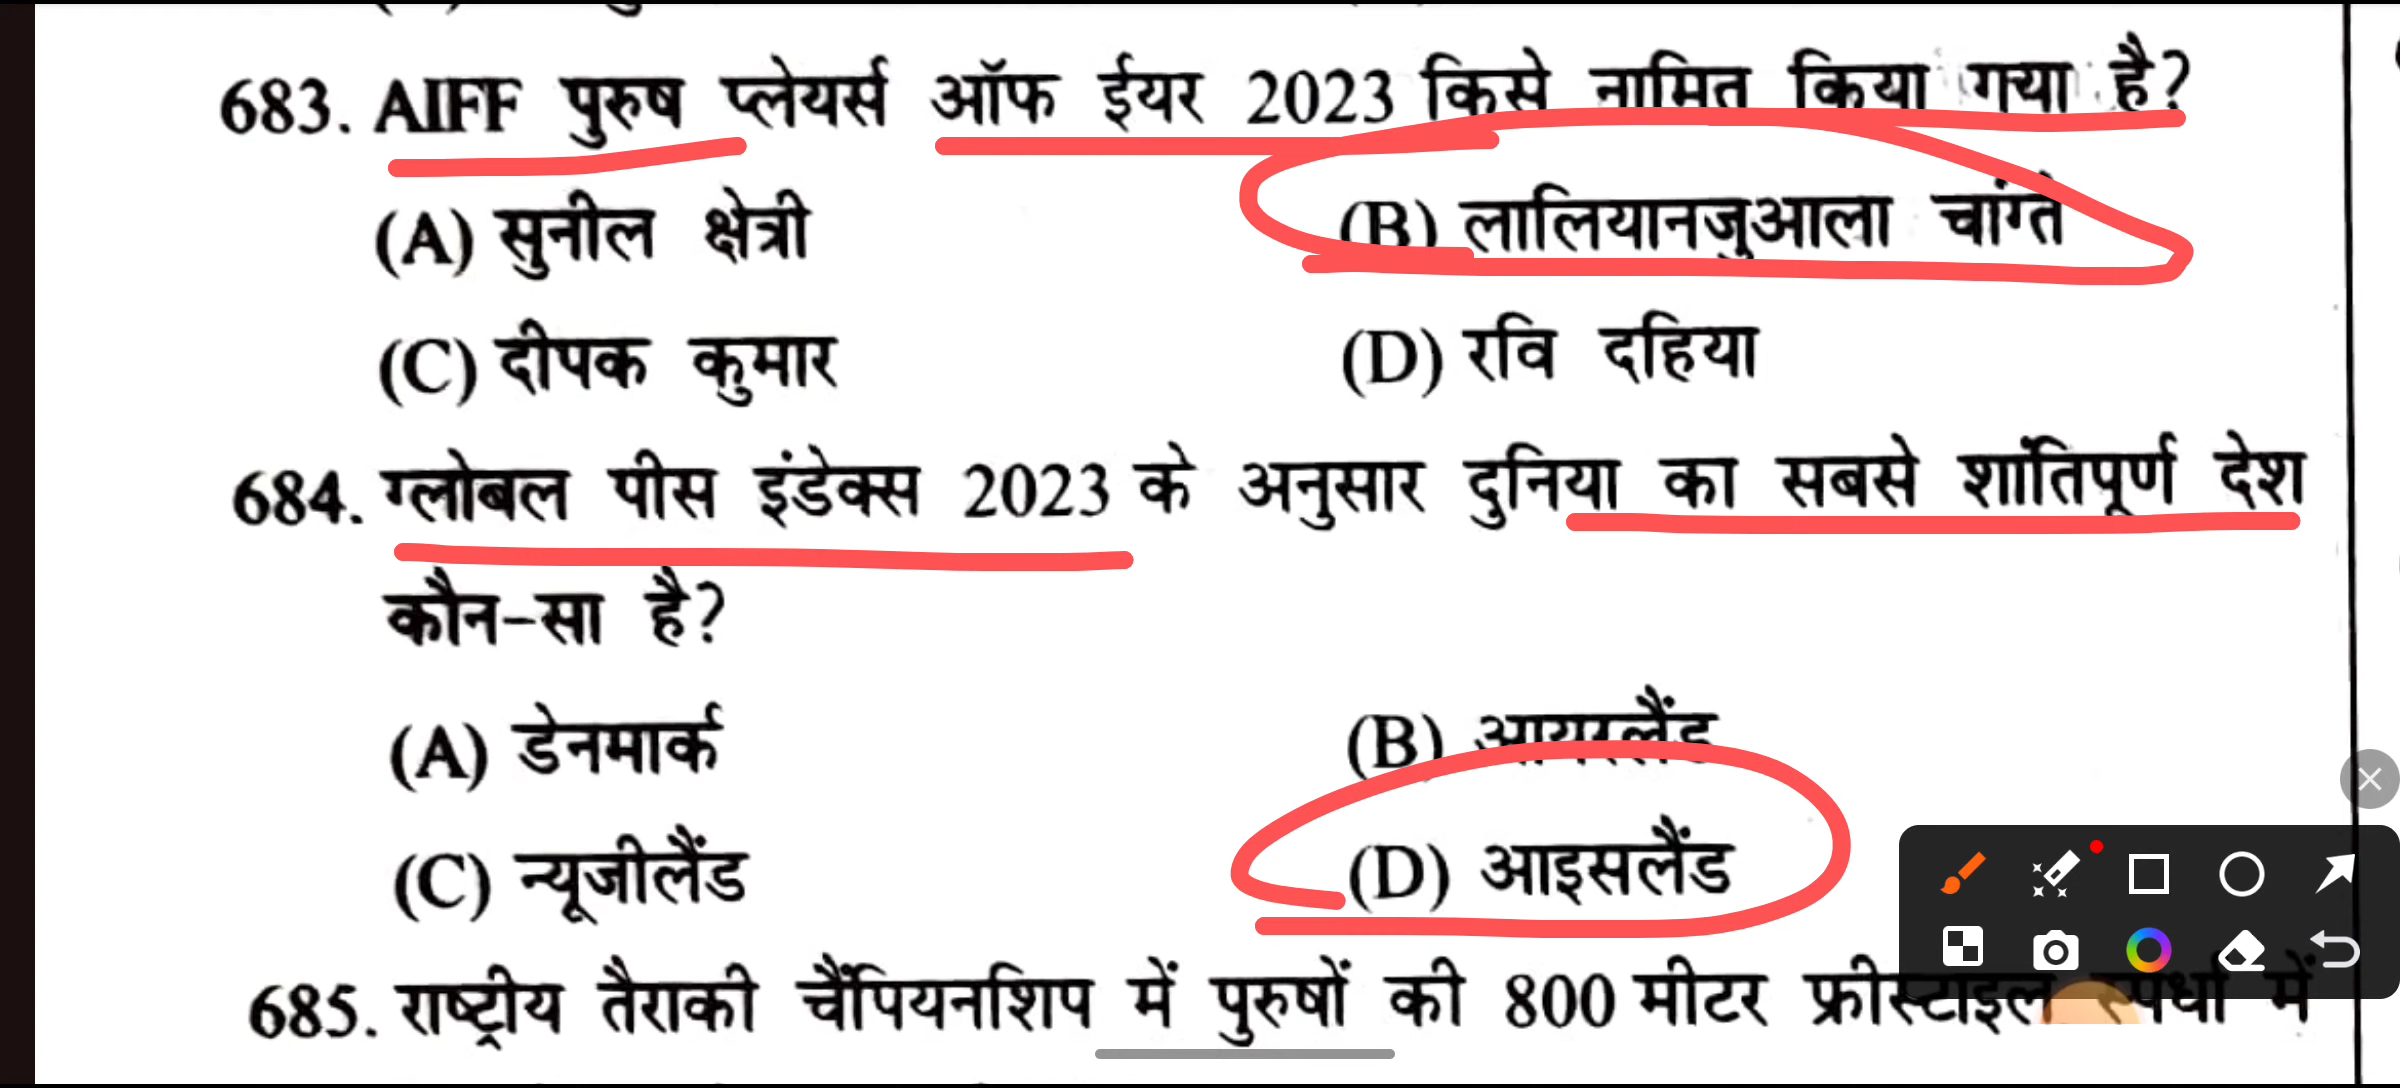 683. AIFF पुरुष प्लेयर्स ऑफ ईयर 2023 किसे नामित किया गया है?
(A) सुनील क्षेत्री (B) लालियानजुआला चांग्ते
(C) दीपक कुमार (D) रवि दहिया
684. ग्लोबल पीस इंडेक्स 2023 के अनुसार दुनिया का सबसे शांतिपूर्ण देश
कौन-सा है?
(A) डेनमार्क (B) आयरलैंड
(C) न्यूजीलैंड (D) आइसलैंड
685. राष्ट्रीय तैराकी चैंपियनशिप में पुरुषों की 800 मीटर फ्रीस्टाइल स्पर्धा में